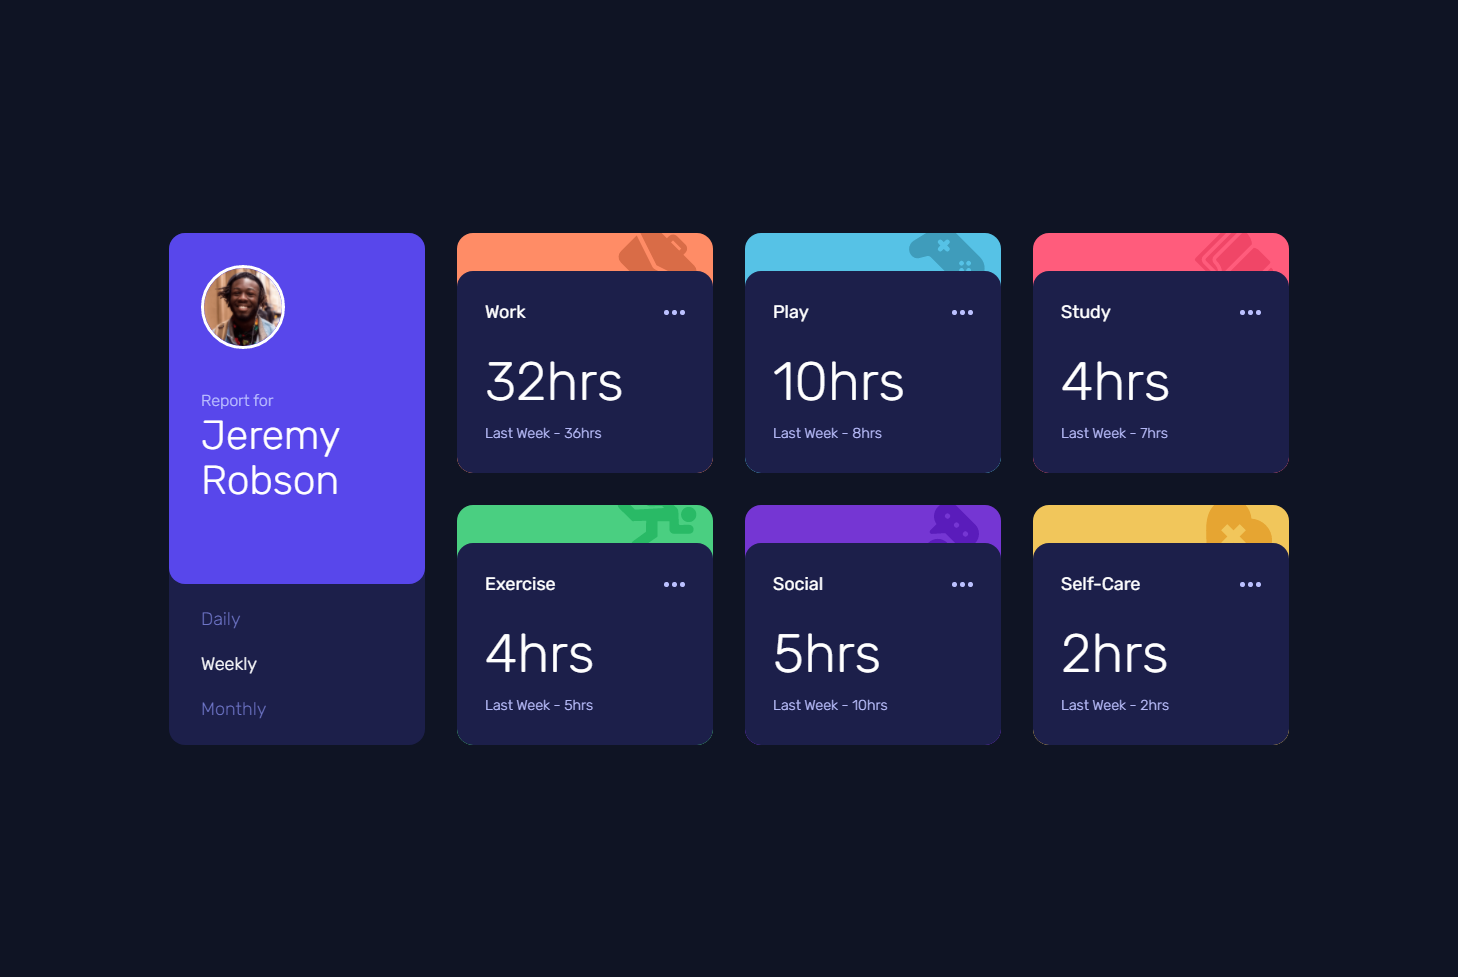 Report for
Jeremy
Robson
Daily
Weekly
Monthly
Work
32hrs
Last Week - 36hrs
Play
10hrs
Last Week - 8hrs
Study
4hrs
Last Week - 7hrs
Exercise
4hrs
Last Week - 5hrs
Social
5hrs
Last Week - 10hrs
Self-Care
2hrs
Last Week - 2hrs